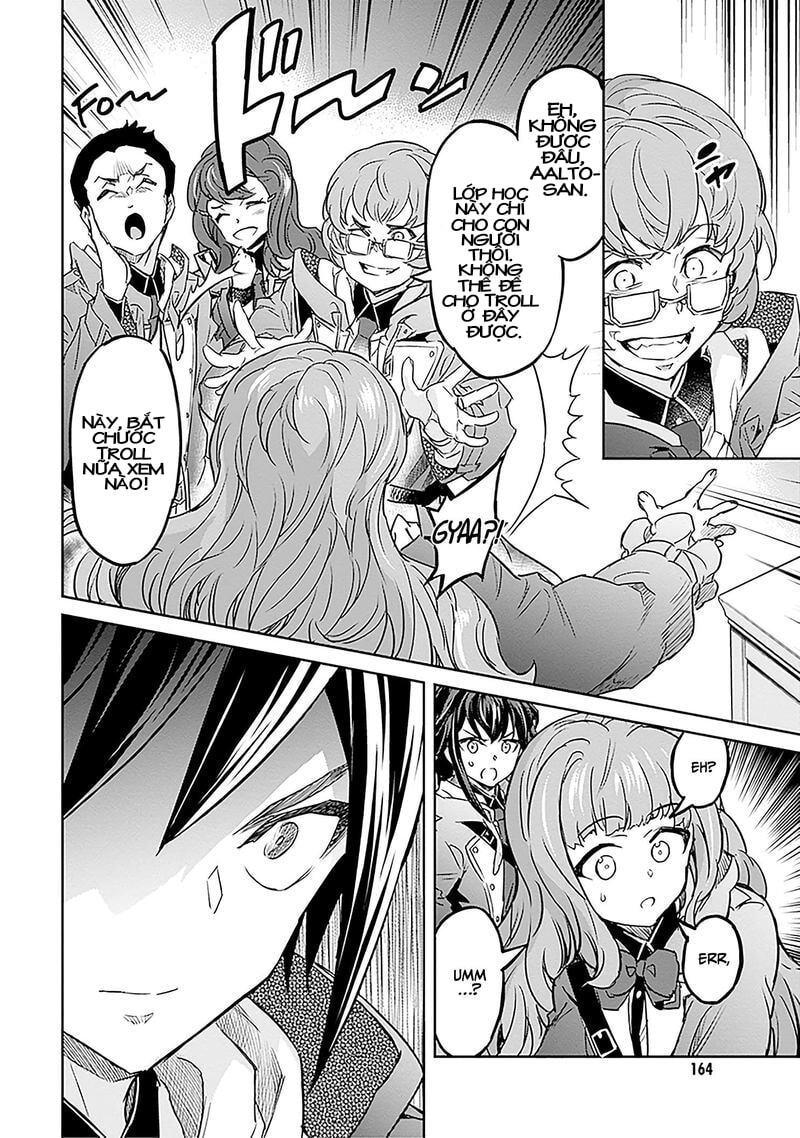 EH,
KHÔNG
ĐƯỢC
ĐÂU,
AALTO-
SAN.
LỚP HỌC
NÀY CHỈ
CHO CON
NGƯỜI
THÔI.
KHÔNG
THỂ ĐỂ
CHO TROLL
Ở ĐÂY
ĐƯỢC.
ニャ
ドーン
FO~
NÀY, BẮT
CHƯỚC
TROLL
NỮA XEM
NÀO!
GYAA?!
EH?
ERR,
UMM
...?
164